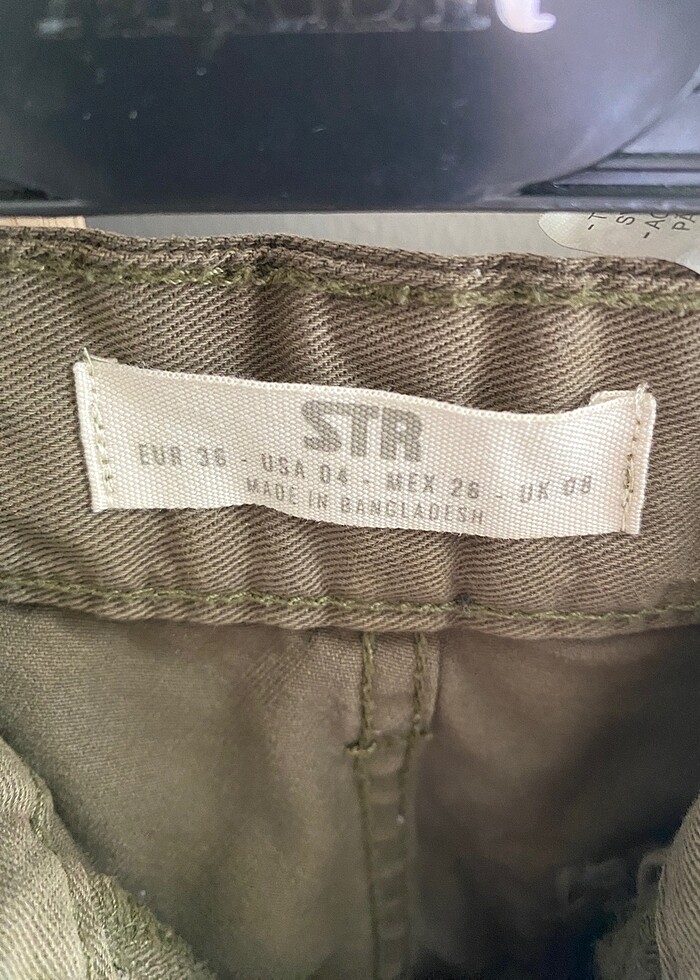 STR
EUR 36 - USA 04 - MEX 26 - UK 08
MADE IN BANGLADESH